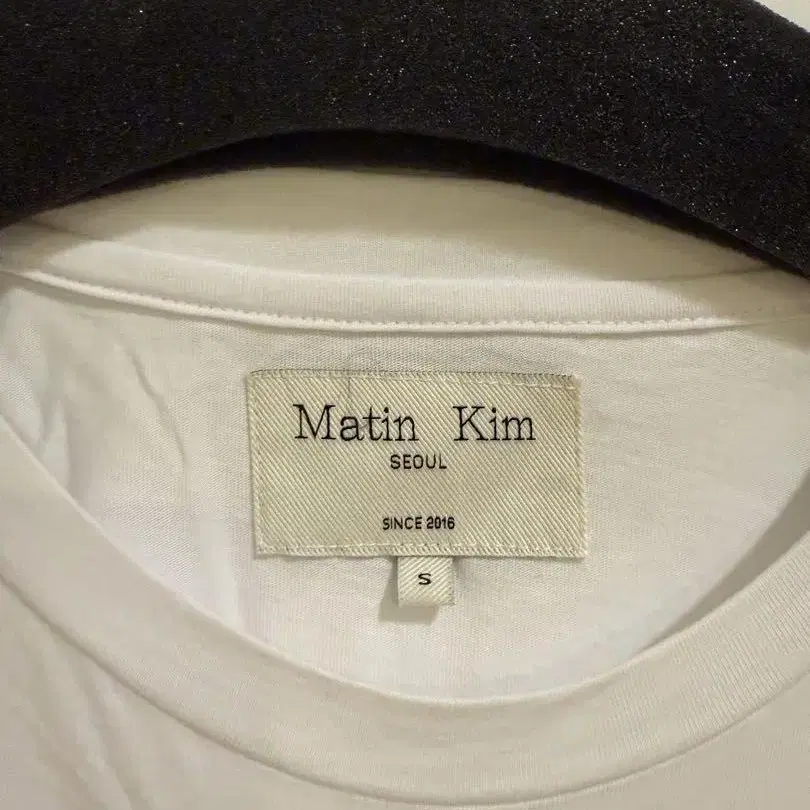 Matin Kim
SEOUL
SINCE 2016
S